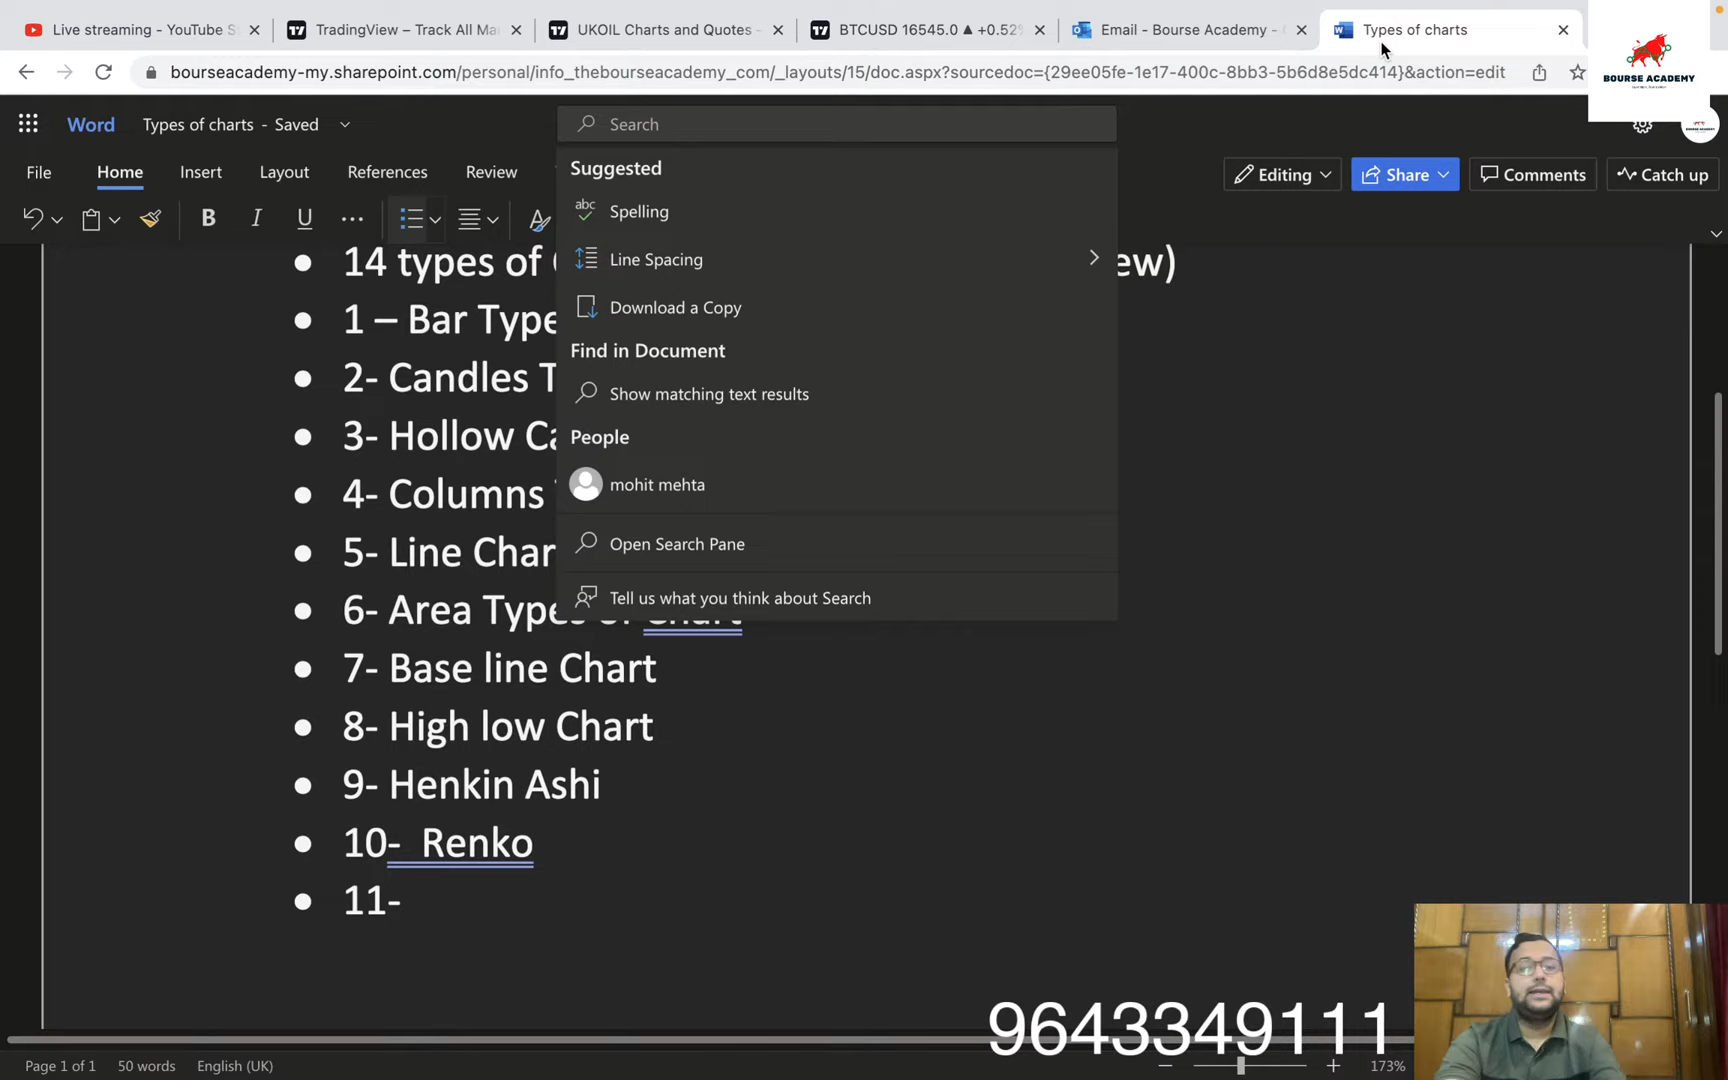 Live streaming - YouTube S
TradingView – Track All Ma
UKOIL Charts and Quotes –
BTCUSD 16545.0 ▲ +0.52%
Email - Bourse Academy -
Types of charts
bourseacademy-my.sharepoint.com/personal/info_thebourseacademy_com/_layouts/15/doc.aspx?sourcedoc={29ee05fe-1e17-400c-8bb3-5b6d8e5dc414}&action=edit
BOURSE ACADEMY
Word
Types of charts - Saved
Search
File
Home
Insert
Layout
References
Review
Editing
Share
Comments
Catch up
B I U
Suggested
Spelling
Line Spacing
Download a Copy
Find in Document
Show matching text results
People
mohit mehta
Open Search Pane
Tell us what you think about Search
14 types of
ew)
1 – Bar Type
2- Candles T
3- Hollow Ca
4- Columns
5- Line Char
6- Area Types of Chart
7- Base line Chart
8- High low Chart
9- Henkin Ashi
10- Renko
11-
9643349111
Page 1 of 1
50 words
English (UK)
173%